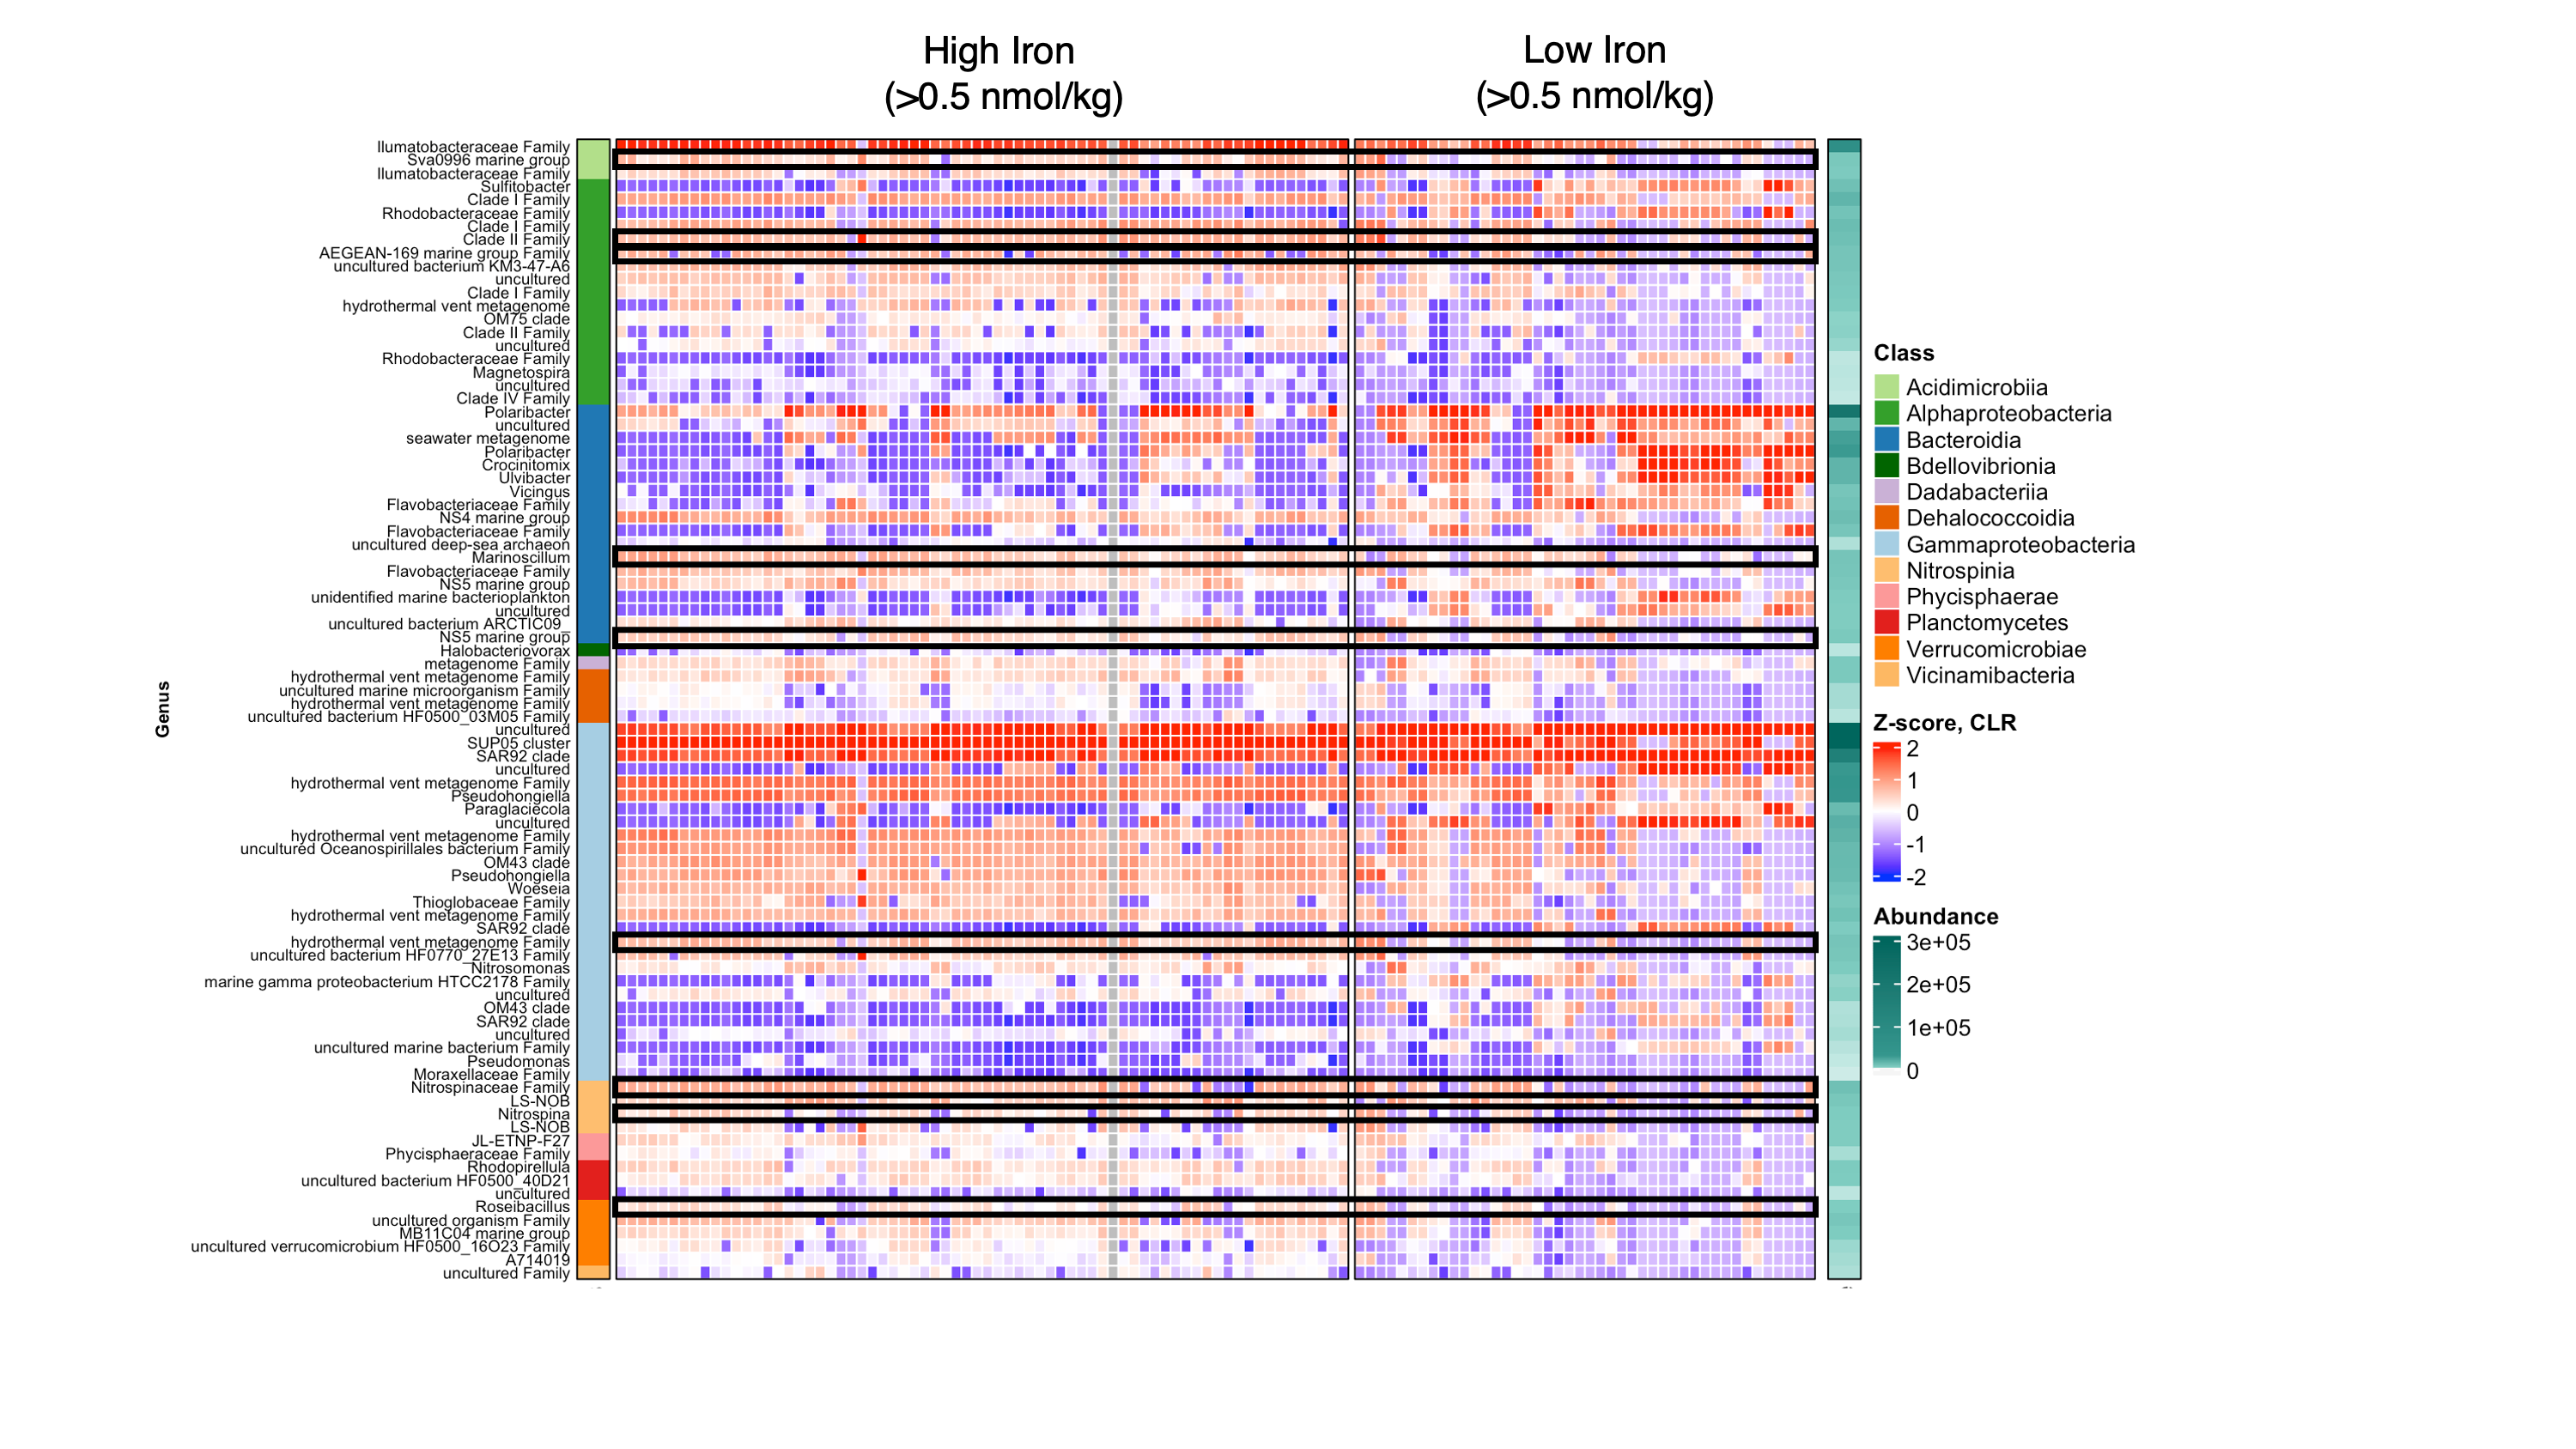 High Iron
(>0.5 nmol/kg)
Low Iron
(>0.5 nmol/kg)
Genus
Ilumatobacteraceae Family
Sva0996 marine group
Ilumatobacteraceae Family
Sulfitobacter
Clade I Family
Rhodobacteraceae Family
Clade I Family
Clade II Family
AEGEAN-169 marine group Family
uncultured bacterium KM3-47-A6
uncultured
Clade I Family
hydrothermal vent metagenome
OM75 clade
Clade II Family
uncultured
Rhodobacteraceae Family
Magnetospira
uncultured
Clade IV Family
Polaribacter
uncultured
seawater metagenome
Polaribacter
Crocinitomix
Ulvibacter
Vicingus
Flavobacteriaceae Family
NS4 marine group
Flavobacteriaceae Family
uncultured deep-sea archaeon
Marinoscillum
Flavobacteriaceae Family
NS5 marine group
unidentified marine bacterioplankton
uncultured
uncultured bacterium ARCTIC09_
NS5 marine group
Halobacteriovorax
metagenome Family
hydrothermal vent metagenome Family
uncultured marine microorganism Family
hydrothermal vent metagenome Family
uncultured bacterium HF0500_03M05 Family
uncultured
SUP05 cluster
SAR92 clade
uncultured
hydrothermal vent metagenome Family
Pseudohongiella
Paraglaciecola
uncultured
hydrothermal vent metagenome Family
uncultured Oceanospirillales bacterium Family
OM43 clade
Pseudohongiella
Woeseia
Thioglobaceae Family
hydrothermal vent metagenome Family
SAR92 clade
hydrothermal vent metagenome Family
uncultured bacterium HF0770_27E13 Family
Nitrosomonas
marine gamma proteobacterium HTCC2178 Family
uncultured
OM43 clade
SAR92 clade
uncultured
uncultured marine bacterium Family
Pseudomonas
Moraxellaceae Family
Nitrospinaceae Family
LS-NOB
Nitrospina
LS-NOB
JL-ETNP-F27
Phycisphaeraceae Family
Rhodopirellula
uncultured bacterium HF0500_40D21
uncultured
Roseibacillus
uncultured organism Family
MB11C04 marine group
uncultured verrucomicrobium HF0500_16O23 Family
A714019
uncultured Family
Class
Acidimicrobiia
Alphaproteobacteria
Bacteroidia
Bdellovibrionia
Dadabacteriia
Dehalococcoidia
Gammaproteobacteria
Nitrospinia
Phycisphaerae
Planctomycetes
Verrucomicrobiae
Vicinamibacteria
Z-score, CLR
2
1
0
-1
-2
Abundance
3e+05
2e+05
1e+05
0